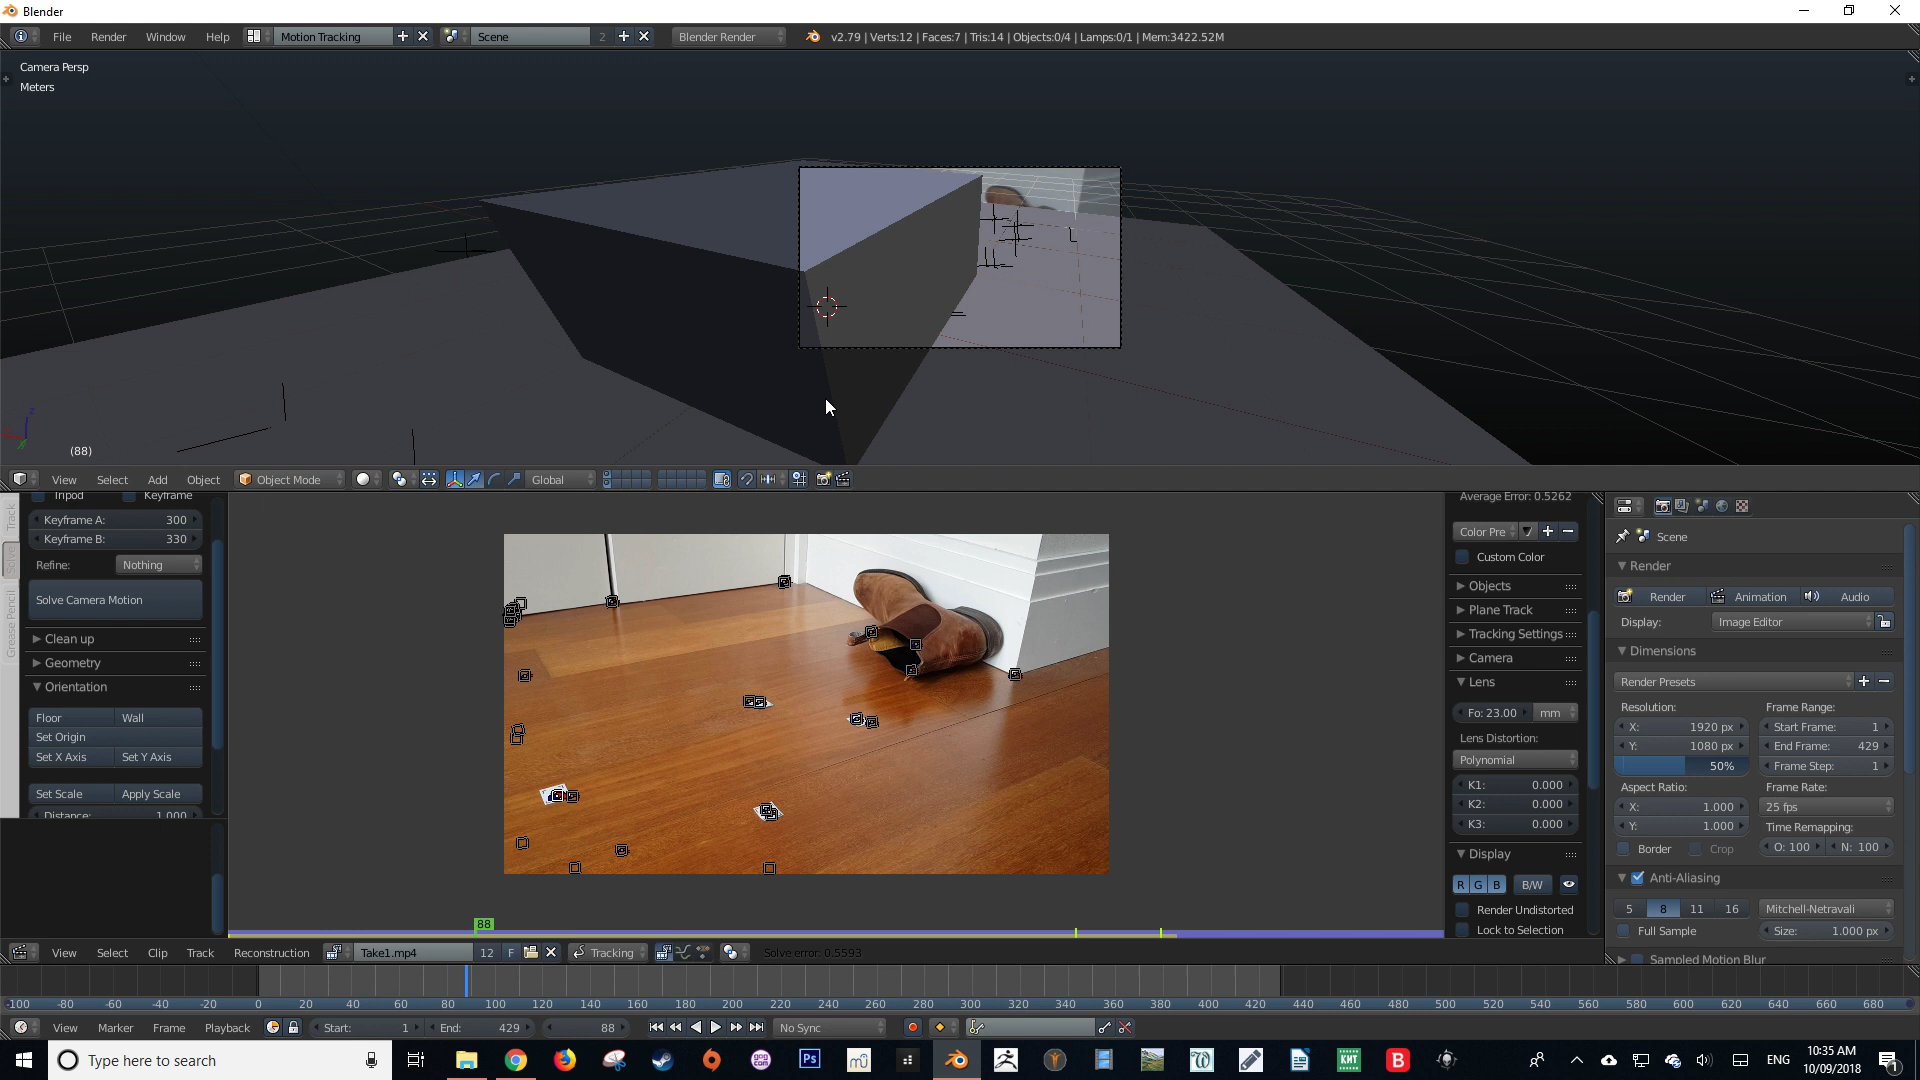 Blender
File Render Window Help Motion Tracking Scene 2 Blender Render v2.79 | Verts:12 | Faces:7 | Tris:14 | Objects:0/4 | Lamps:0/1 | Mem:3422.52M
Camera Persp
Meters
(88)
View Select Add Object Object Mode Global
Tripod Keyframe
Keyframe A: 300
Keyframe B: 330
Refine: Nothing
Solve Camera Motion
Clean up
Geometry
Orientation
Floor Wall
Set Origin
Set X Axis Set Y Axis
Set Scale Apply Scale
Distance: 1.000
Track
Solve
Grease Pencil
88
Average Error: 0.5262
Color Pre
Custom Color
Objects
Plane Track
Tracking Settings
Camera
Lens
Fo: 23.00 mm
Lens Distortion:
Polynomial
K1: 0.000
K2: 0.000
K3: 0.000
Display
R G B B/W
Render Undistorted
Lock to Selection
Scene
Render
Render Animation Audio
Display: Image Editor
Dimensions
Render Presets
Resolution: Frame Range:
X: 1920 px Start Frame: 1
Y: 1080 px End Frame: 429
50% Frame Step: 1
Aspect Ratio: Frame Rate:
X: 1.000 25 fps
Y: 1.000 Time Remapping:
Border Crop O: 100 N: 100
Anti-Aliasing
5 8 11 16 Mitchell-Netravali
Full Sample Size: 1.000 px
Sampled Motion Blur
View Select Clip Track Reconstruction Take1.mp4 12 F Tracking Solve error: 0.5593
-100 -80 -60 -40 -20 0 20 40 60 80 100 120 140 160 180 200 220 240 260 280 300 320 340 360 380 400 420 440 460 480 500 520 540 560 580 600 620 640 660 680
View Marker Frame Playback Start: 1 End: 429 88 No Sync
Type here to search
Ps
KHT
B
ENG
10:35 AM
10/09/2018
1